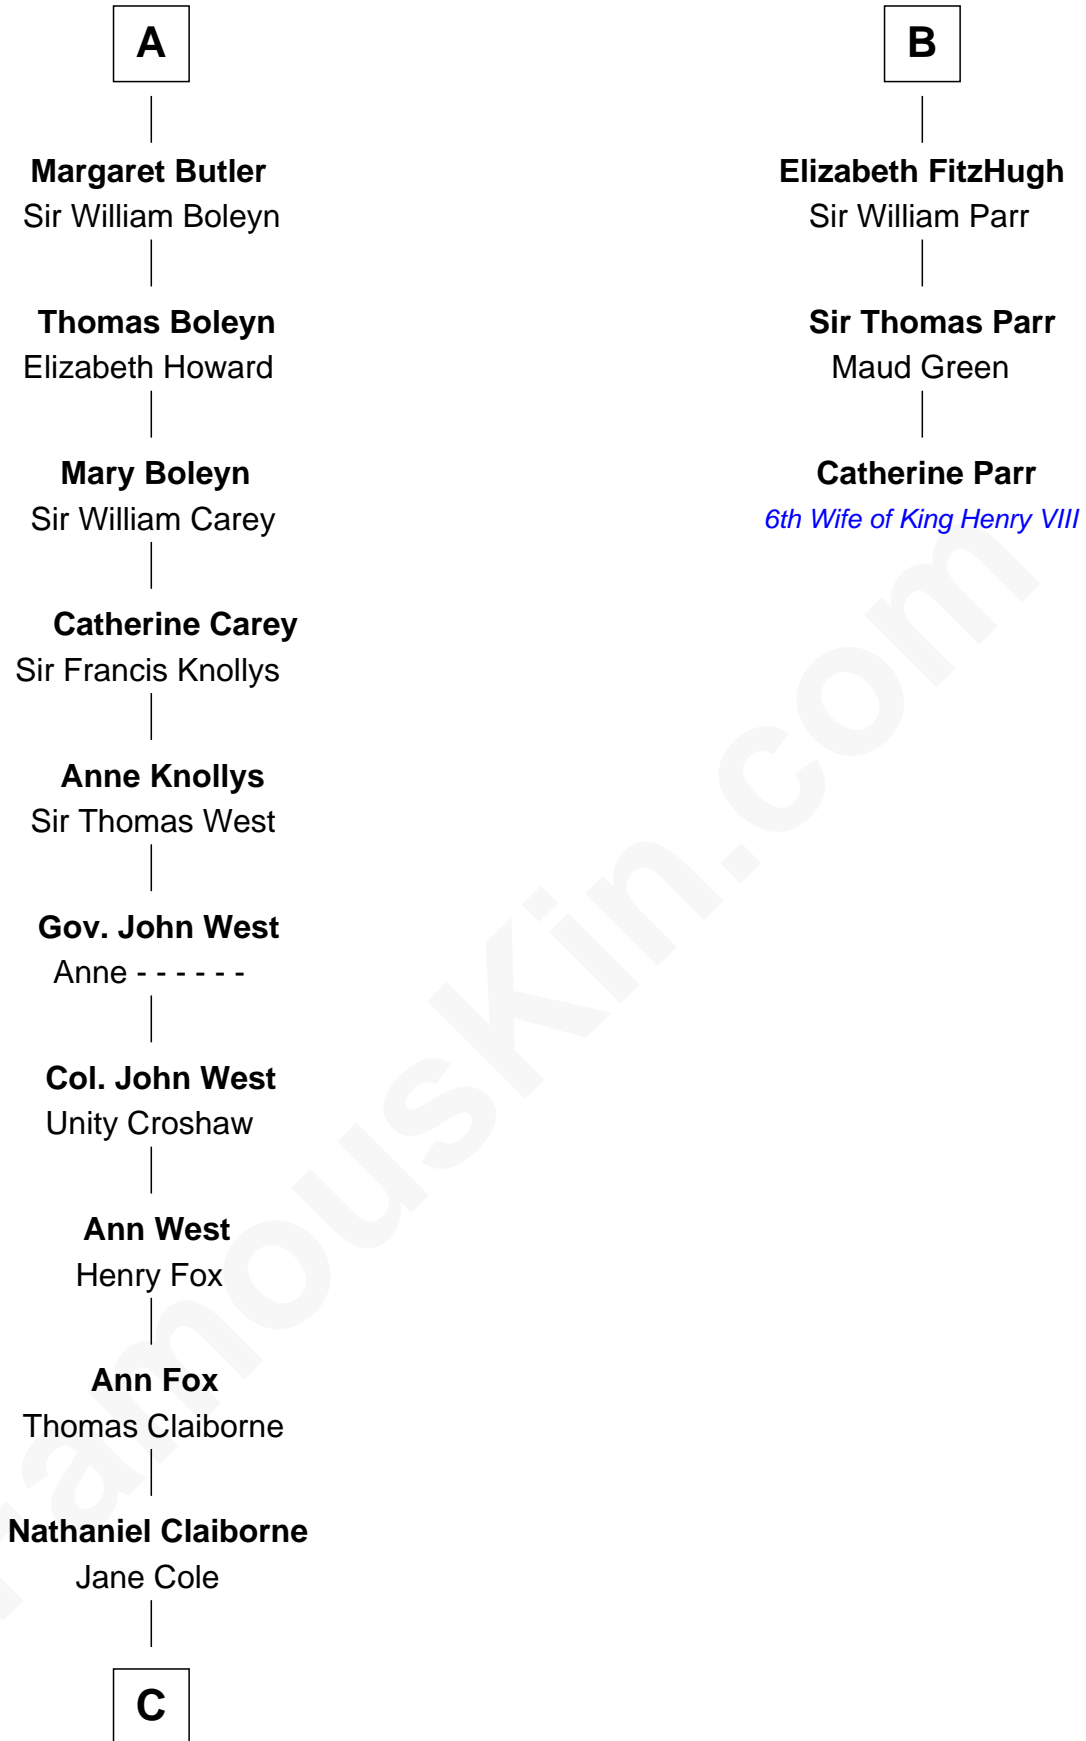 A
Margaret Butler
Sir William Boleyn
Thomas Boleyn
Elizabeth Howard
Mary Boleyn
Sir William Carey
Catherine Carey
Sir Francis Knollys
Anne Knollys
Sir Thomas West
Gov. John West
Anne - - - - - -
Col. John West
Unity Croshaw
Ann West
Henry Fox
Ann Fox
Thomas Claiborne
Nathaniel Claiborne
Jane Cole
C
B
Elizabeth FitzHugh
Sir William Parr
Sir Thomas Parr
Maud Green
Catherine Parr
6th Wife of King Henry VIII
FamousKin.com